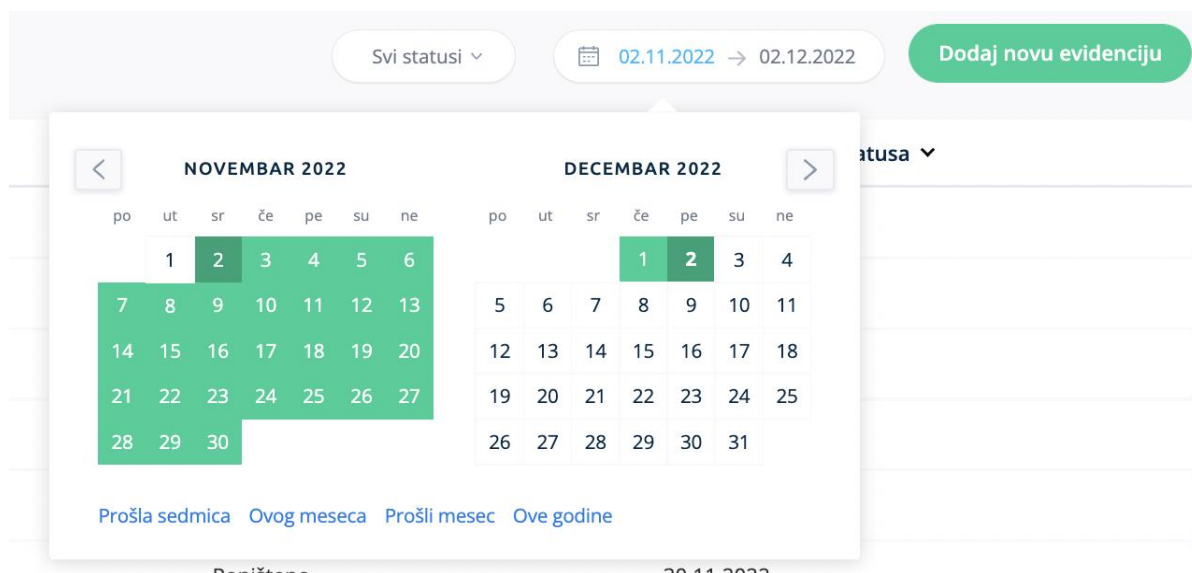 Svi statusi
02.11.2022 → 02.12.2022
Dodaj novu evidenciju
atusa
NOVEMBAR 2022
po ut sr če pe su ne
1 2 3 4 5 6
7 8 9 10 11 12 13
14 15 16 17 18 19 20
21 22 23 24 25 26 27
28 29 30
DECEMBAR 2022
po ut sr če pe su ne
1 2 3 4
5 6 7 8 9 10 11
12 13 14 15 16 17 18
19 20 21 22 23 24 25
26 27 28 29 30 31
Prošla sedmica Ovog meseca Prošli mesec Ove godine